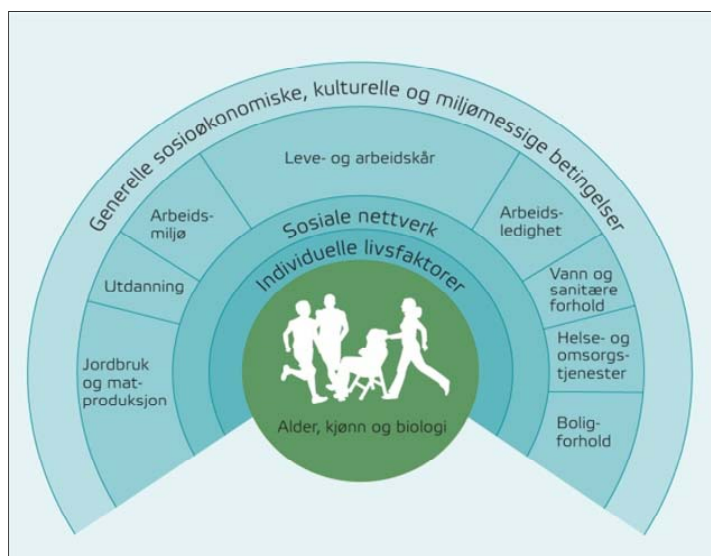 Generelle sosioøkonomiske, kulturelle og miljømessige betingelser
Leve- og arbeidskår
Arbeids-
miljø
Arbeids-
ledighet
Utdanning
Vann og
sanitære
forhold
Jordbruk
og mat-
produksjon
Helse- og
omsorgs-
tjenester
Bolig-
forhold
Sosiale nettverk
Individuelle livsfaktorer
Alder, kjønn og biologi